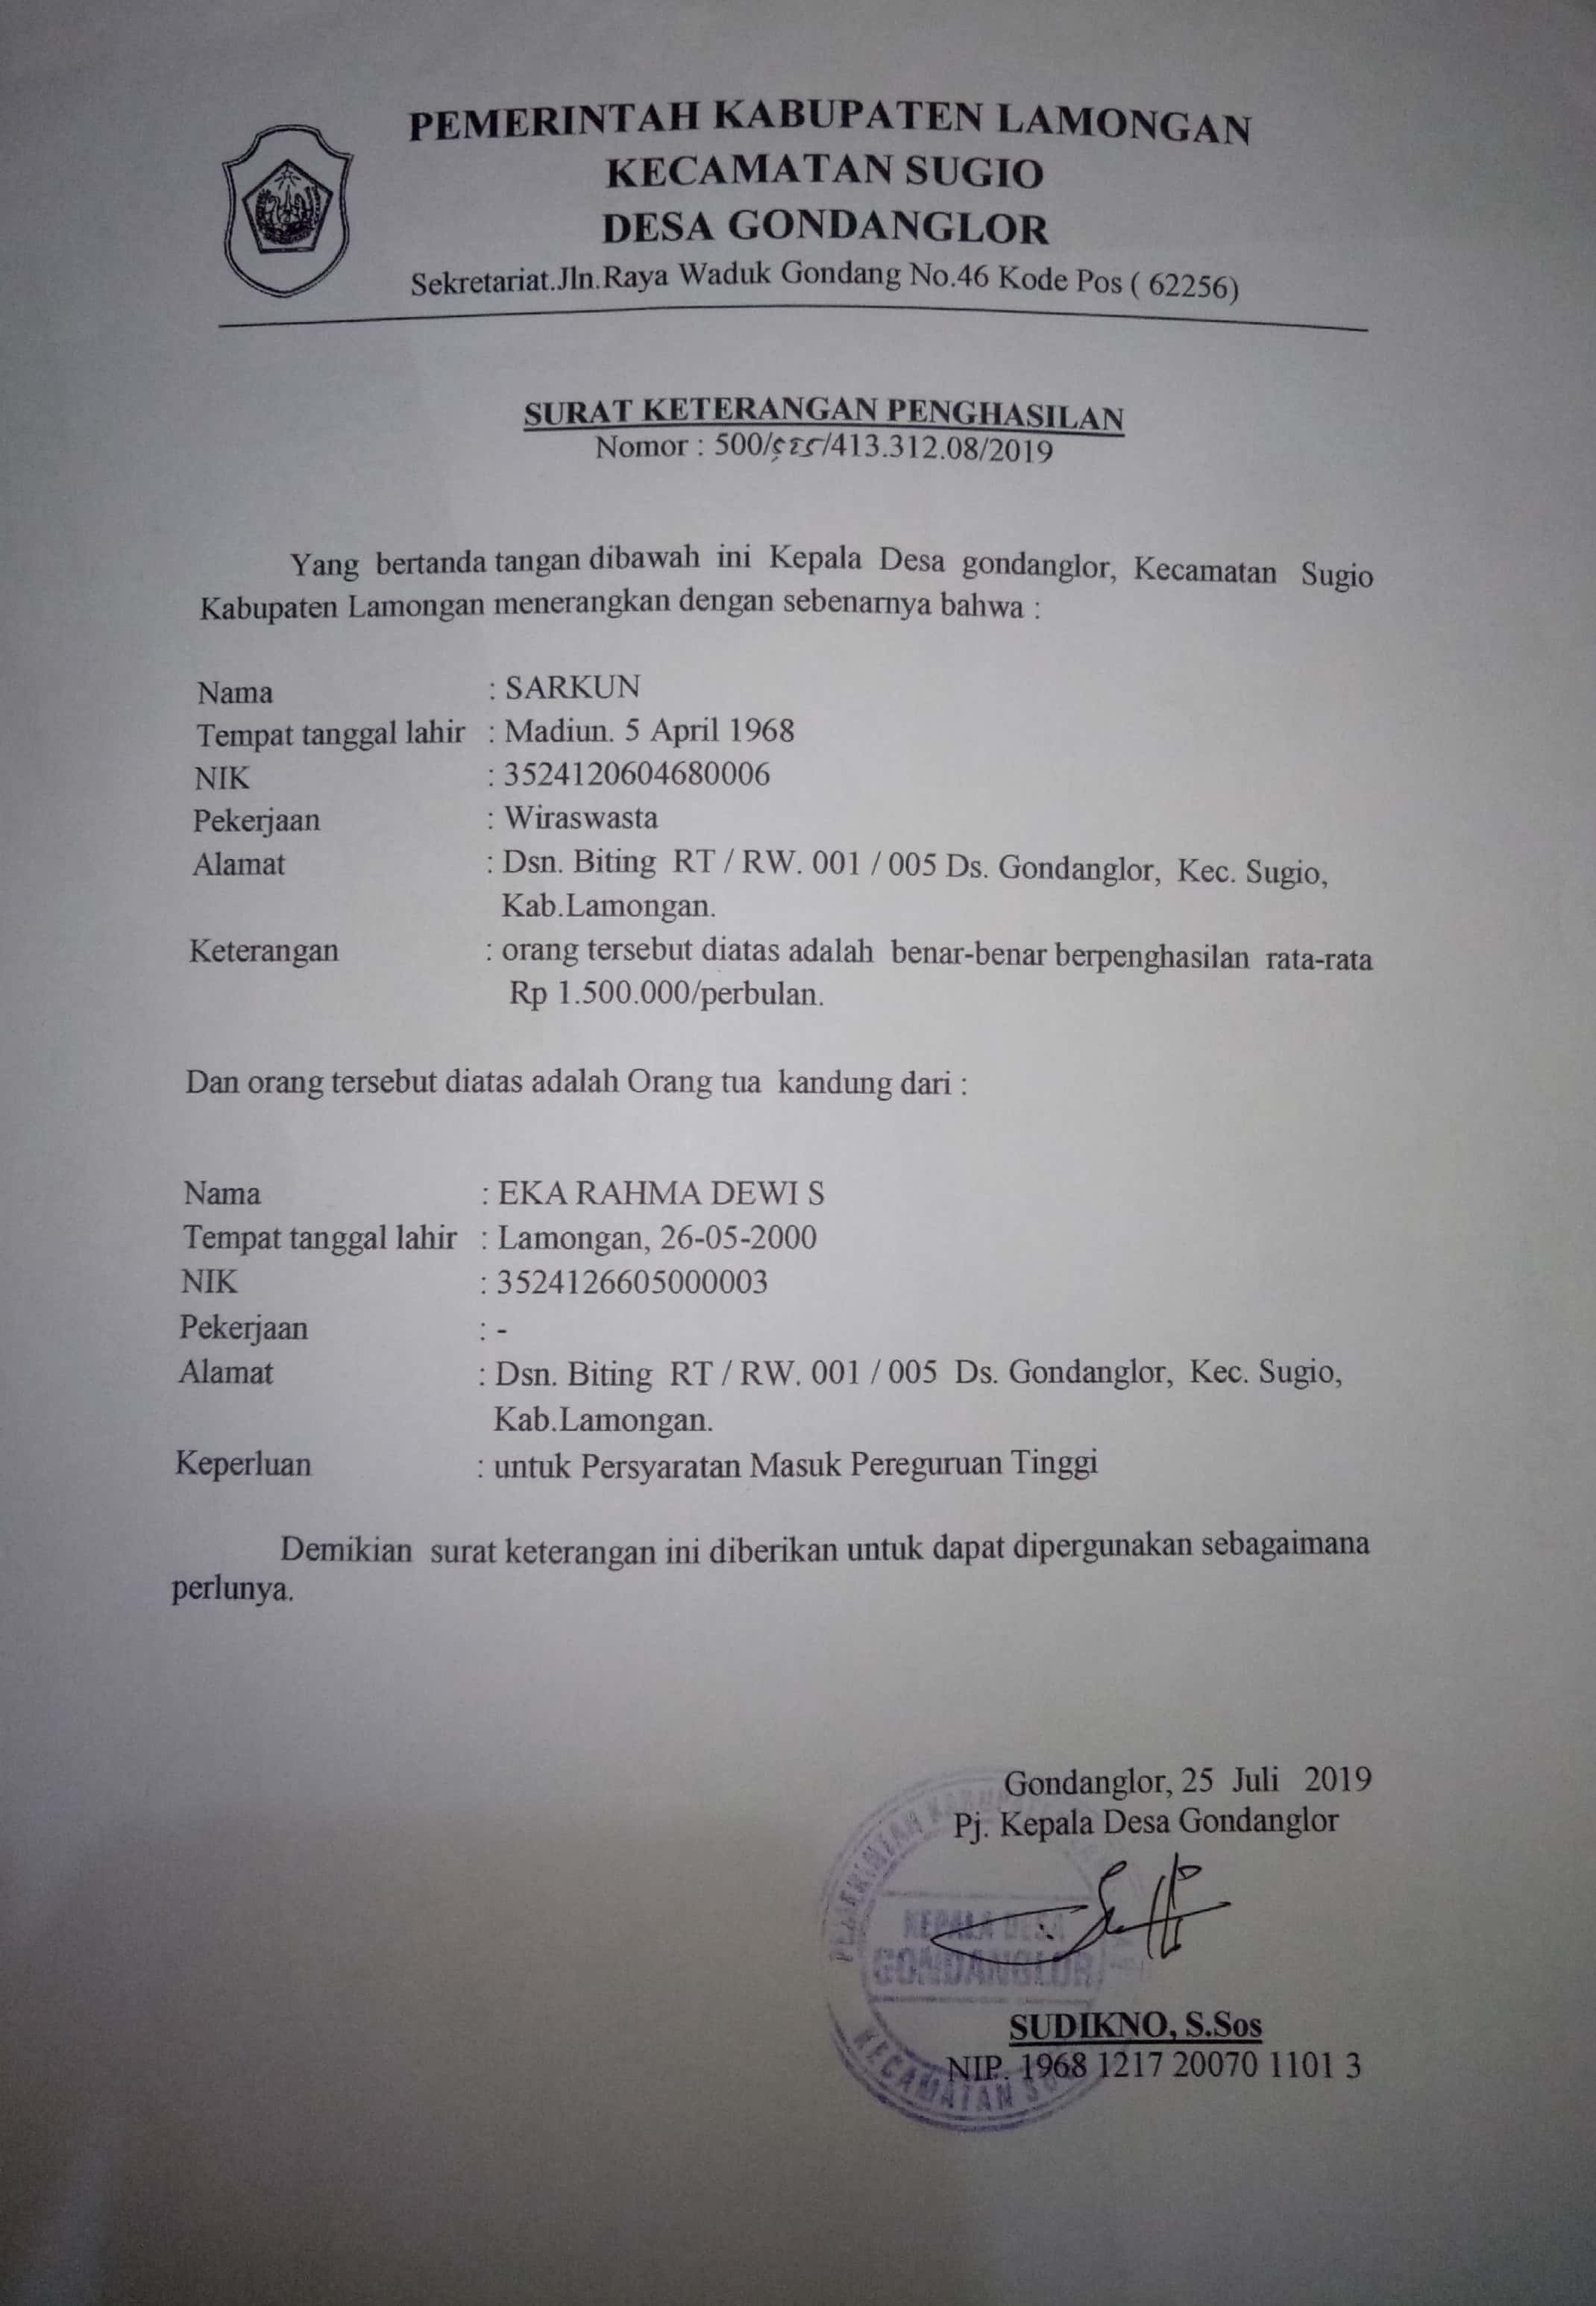 PEMERINTAH KABUPATEN LAMONGAN
KECAMATAN SUGIO
DESA GONDANGLOR
Sekretariat.Jln.Raya Waduk Gondang No.46 Kode Pos ( 62256)
SURAT KETERANGAN PENGHASILAN
Nomor : 500/ /413.312.08/2019
Yang bertanda tangan dibawah ini Kepala Desa gondanglor, Kecamatan Sugio
Kabupaten Lamongan menerangkan dengan sebenarnya bahwa :
Nama : SARKUN
Tempat tanggal lahir : Madiun. 5 April 1968
NIK : 3524120604680006
Pekerjaan : Wiraswasta
Alamat : Dsn. Biting RT / RW. 001 / 005 Ds. Gondanglor, Kec. Sugio,
Kab.Lamongan.
Keterangan : orang tersebut diatas adalah benar-benar berpenghasilan rata-rata
Rp 1.500.000/perbulan.
Dan orang tersebut diatas adalah Orang tua kandung dari :
Nama : EKA RAHMA DEWI S
Tempat tanggal lahir : Lamongan, 26-05-2000
NIK : 3524126605000003
Pekerjaan : -
Alamat : Dsn. Biting RT / RW. 001 / 005 Ds. Gondanglor, Kec. Sugio,
Kab.Lamongan.
Keperluan : untuk Persyaratan Masuk Pereguruan Tinggi
Demikian surat keterangan ini diberikan untuk dapat dipergunakan sebagaimana
perlunya.
Gondanglor, 25 Juli 2019
Pj. Kepala Desa Gondanglor
KEPALA DESA
GONDANGLOR
SUDIKNO, S.Sos
NIP. 1968 1217 20070 1101 3